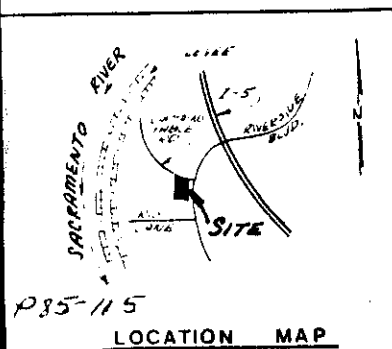 LEVEE
SACRAMENTO RIVER
I-5
RIVERSIDE
BLVD.
N
SITE
P85-115
LOCATION MAP